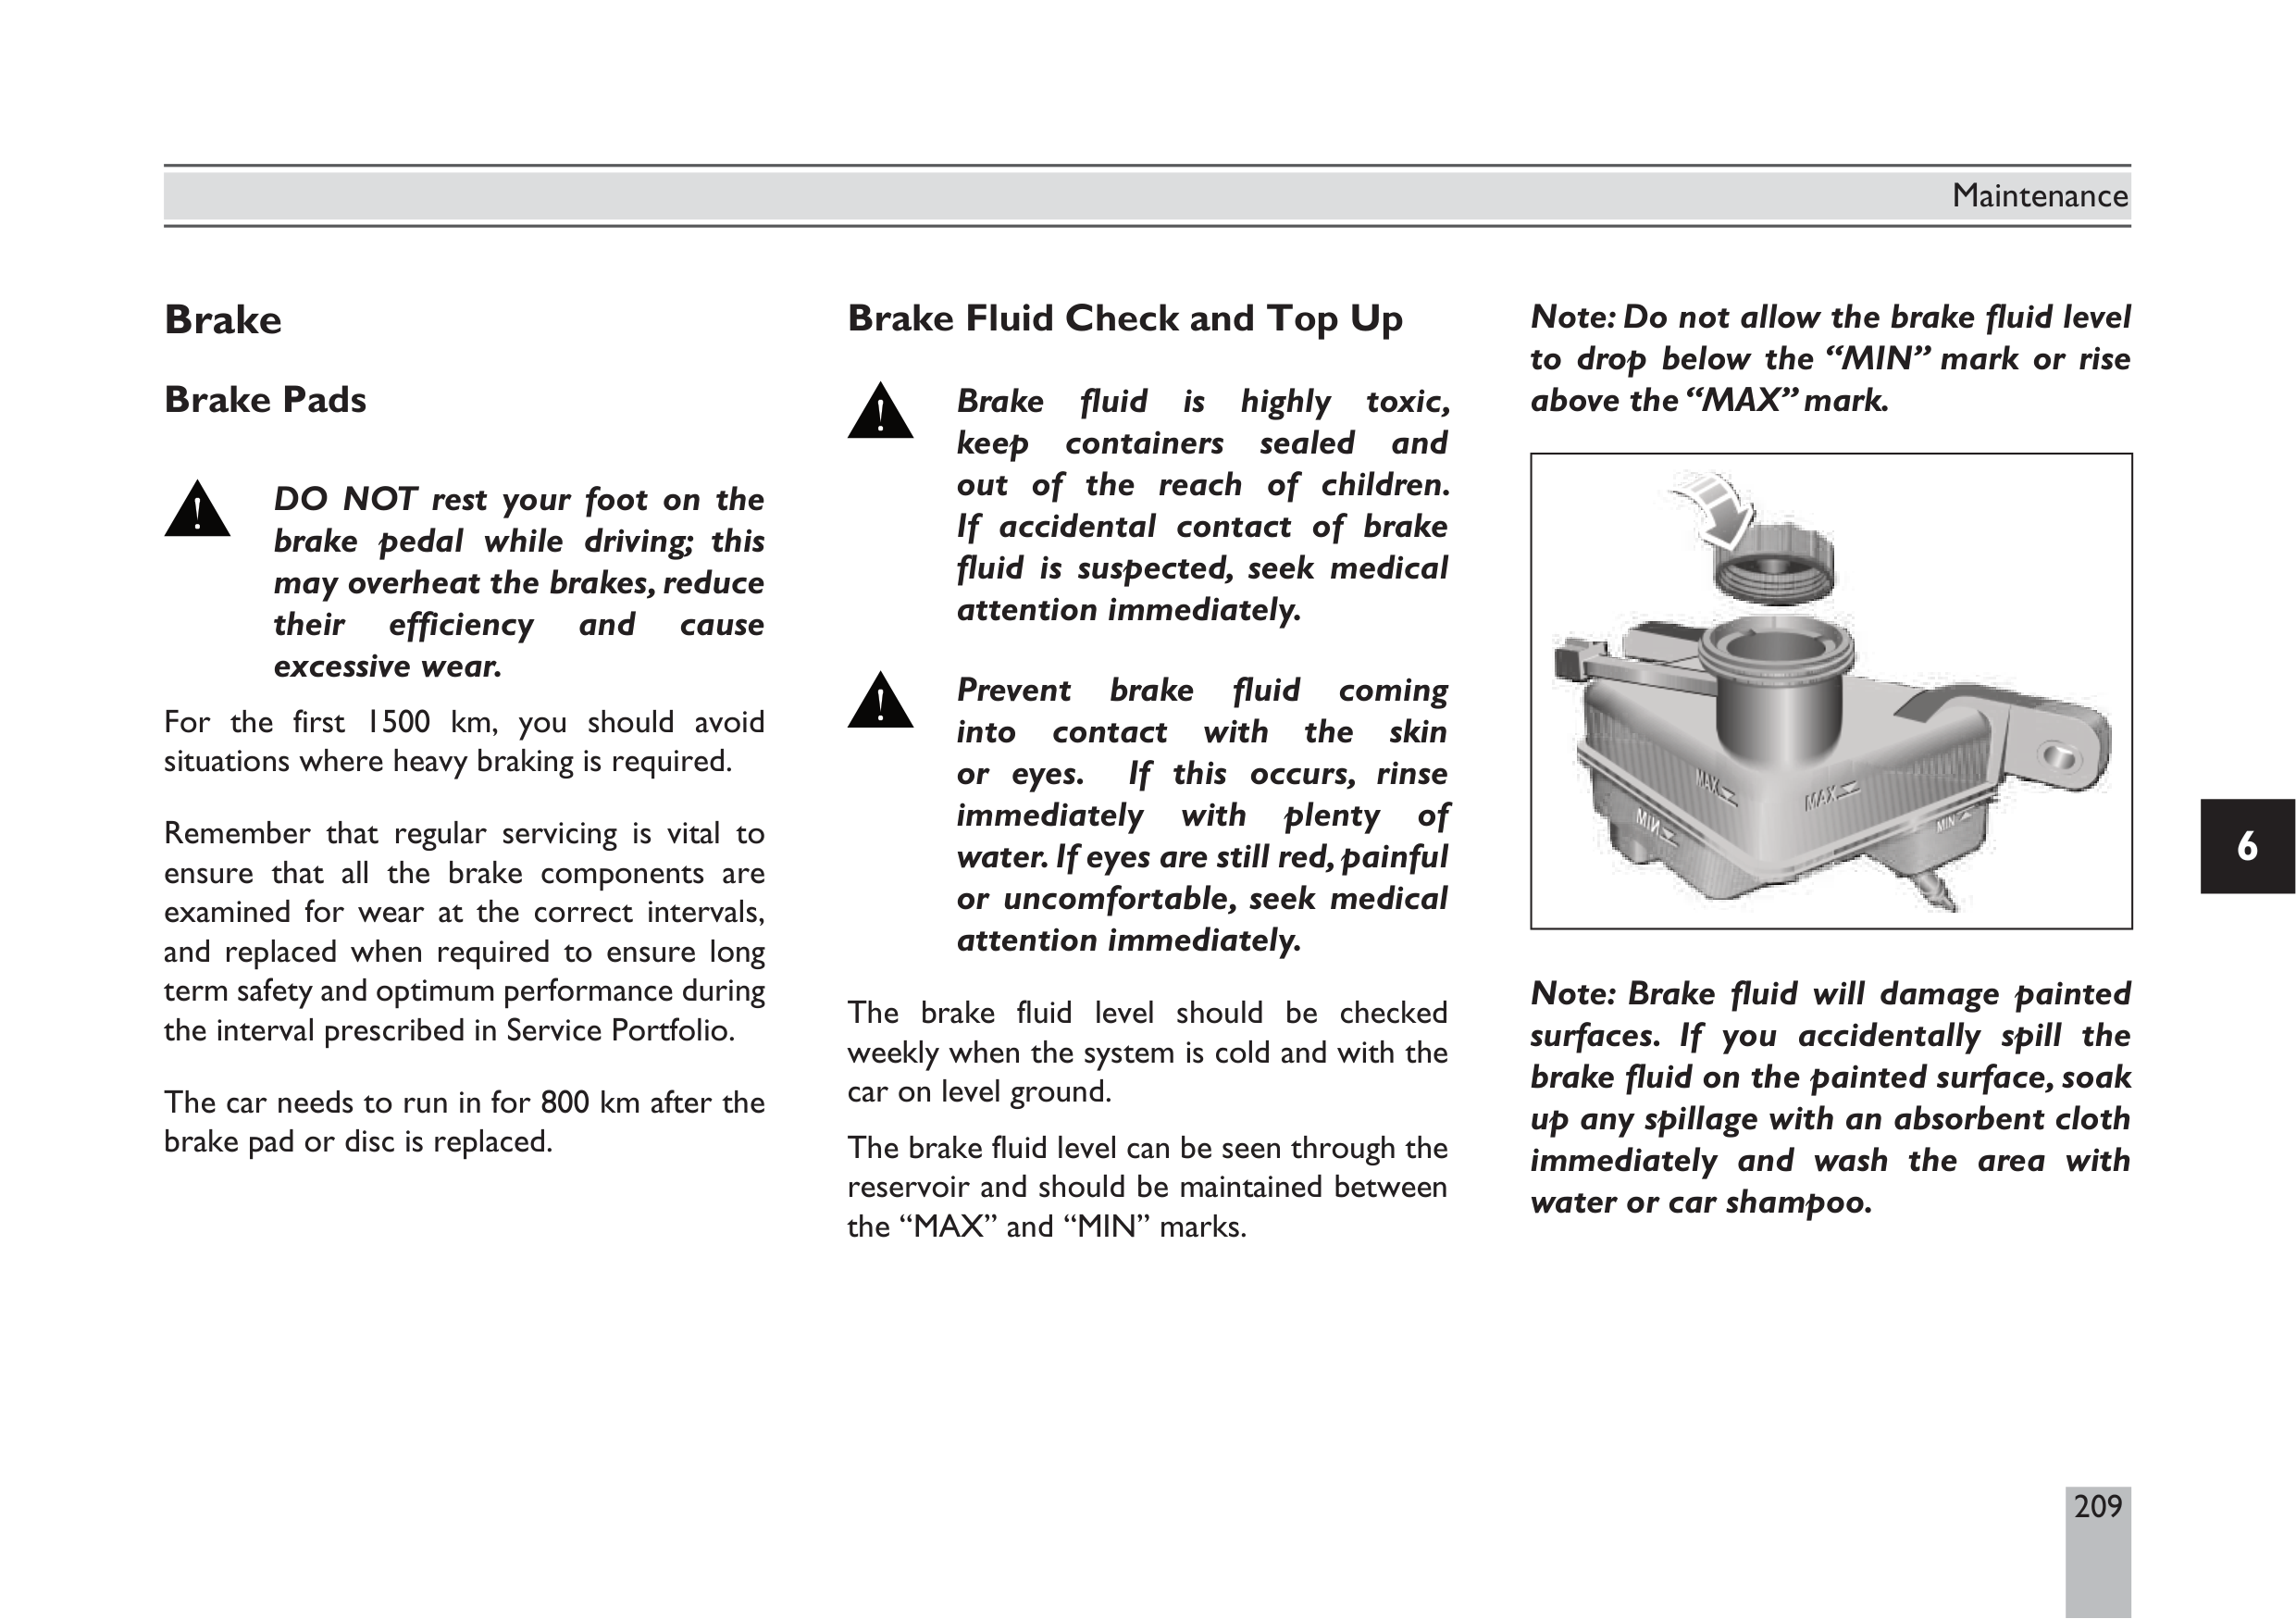 Maintenance
Brake
Brake Pads
! DO NOT rest your foot on the
brake pedal while driving; this
may overheat the brakes, reduce
their efficiency and cause
excessive wear.
For the first 1500 km, you should avoid
situations where heavy braking is required.
Remember that regular servicing is vital to
ensure that all the brake components are
examined for wear at the correct intervals,
and replaced when required to ensure long
term safety and optimum performance during
the interval prescribed in Service Portfolio.
The car needs to run in for 800 km after the
brake pad or disc is replaced.
Brake Fluid Check and Top Up
! Brake fluid is highly toxic,
keep containers sealed and
out of the reach of children.
If accidental contact of brake
fluid is suspected, seek medical
attention immediately.
! Prevent brake fluid coming
into contact with the skin
or eyes. If this occurs, rinse
immediately with plenty of
water. If eyes are still red, painful
or uncomfortable, seek medical
attention immediately.
The brake fluid level should be checked
weekly when the system is cold and with the
car on level ground.
The brake fluid level can be seen through the
reservoir and should be maintained between
the “MAX” and “MIN” marks.
Note: Do not allow the brake fluid level
to drop below the “MIN” mark or rise
above the “MAX” mark.
MAX
MAX
MIN
MIN
Note: Brake fluid will damage painted
surfaces. If you accidentally spill the
brake fluid on the painted surface, soak
up any spillage with an absorbent cloth
immediately and wash the area with
water or car shampoo.
6
209